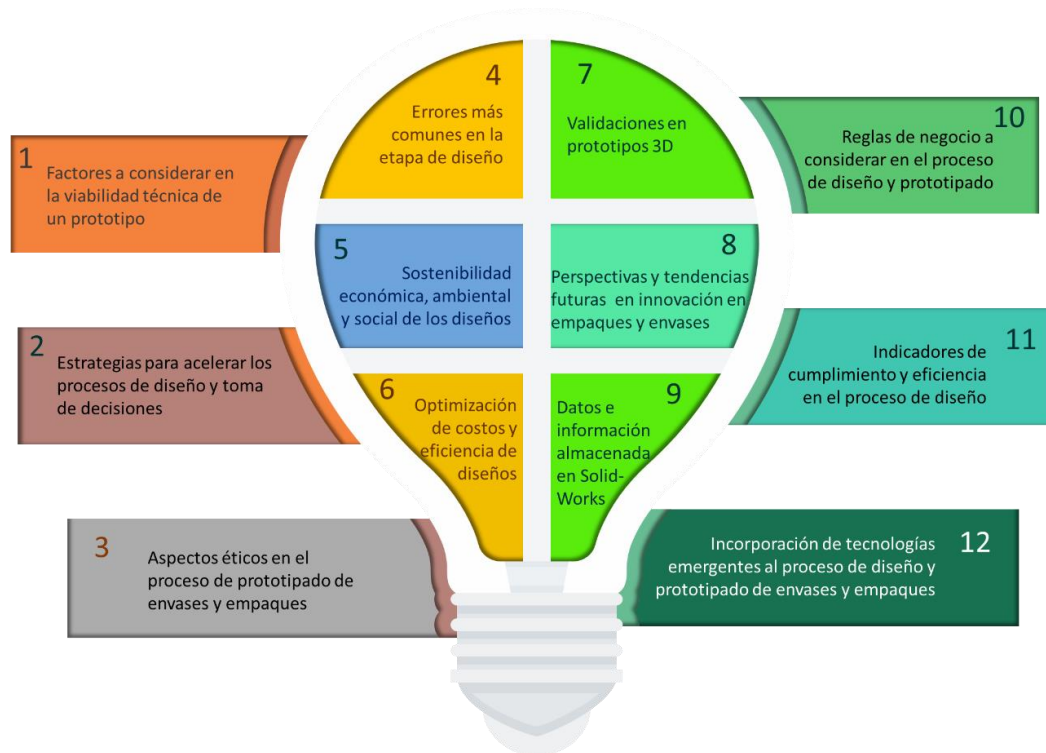 1
Factores a considerar en
la viabilidad técnica de
un prototipo
2
Estrategias para acelerar los
procesos de diseño y toma
de decisiones
3
Aspectos éticos en el
proceso de prototipado de
envases y empaques
4
Errores más
comunes en la
etapa de diseño
5
Sostenibilidad
económica, ambiental
y social de los diseños
6
Optimización
de costos y
eficiencia de
diseños
7
Validaciones en
prototipos 3D
8
Perspectivas y tendencias
futuras en innovación en
empaques y envases
9
Datos e
información
almacenada
en Solid-
Works
10
Reglas de negocio a
considerar en el proceso
de diseño y prototipado
11
Indicadores de
cumplimiento y eficiencia
en el proceso de diseño
12
Incorporación de tecnologías
emergentes al proceso de diseño y
prototipado de envases y empaques